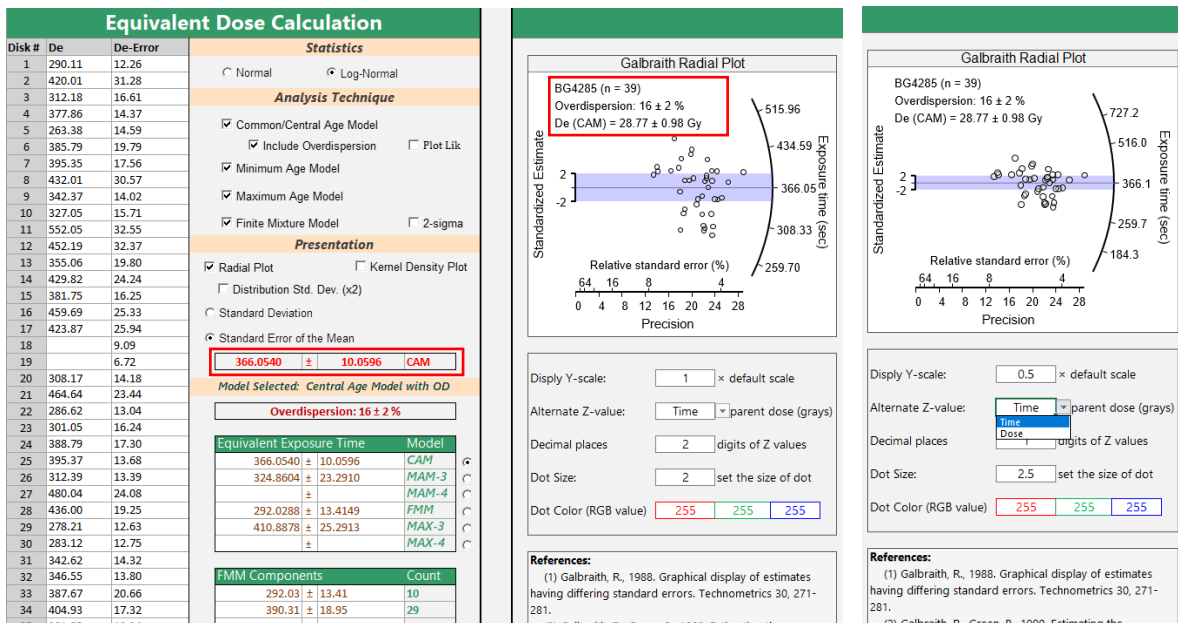 Equivalent Dose Calculation
Disk # De De-Error
1 290.11 12.26
2 420.01 31.28
3 312.18 16.61
4 377.86 14.37
5 263.38 14.59
6 385.79 19.79
7 395.35 17.56
8 432.01 30.57
9 342.37 14.02
10 327.05 15.71
11 552.05 32.55
12 452.19 32.37
13 355.06 19.80
14 429.82 24.24
15 381.75 16.25
16 459.69 25.33
17 423.87 25.94
18 9.09
19 6.72
20 308.17 14.18
21 464.64 23.44
22 286.62 13.04
23 301.05 16.24
24 388.79 17.30
25 395.37 13.68
26 312.39 13.39
27 480.04 24.08
28 436.00 19.25
29 278.21 12.63
30 283.12 12.75
31 342.62 14.32
32 346.55 13.80
33 387.67 20.66
34 404.93 17.32
Statistics
Normal Log-Normal
Analysis Technique
Common/Central Age Model
Include Overdispersion Plot Lik
Minimum Age Model
Maximum Age Model
Finite Mixture Model 2-sigma
Presentation
Radial Plot Kernel Density Plot
Distribution Std. Dev. (x2)
Standard Deviation
Standard Error of the Mean
366.0540 ± 10.0596 CAM
Model Selected: Central Age Model with OD
Overdispersion: 16 ± 2 %
Equivalent Exposure Time Model
366.0540 ± 10.0596 CAM
324.8604 ± 23.2910 MAM-3
± MAM-4
292.0288 ± 13.4149 FMM
410.8878 ± 25.2913 MAX-3
± MAX-4
FMM Components Count
292.03 ± 13.41 10
390.31 ± 18.95 29
Galbraith Radial Plot
BG4285 (n = 39)
Overdispersion: 16 ± 2 %
De (CAM) = 28.77 ± 0.98 Gy
515.96
434.59
366.05
308.33
259.70
Exposure time (sec)
Standardized Estimate
2
-2
Relative standard error (%)
64 16 8 4
0 4 8 12 16 20 24 28
Precision
Disply Y-scale: 1 × default scale
Alternate Z-value: Time parent dose (grays)
Decimal places 2 digits of Z values
Dot Size: 2 set the size of dot
Dot Color (RGB value) 255 255 255
References:
(1) Galbraith, R., 1988. Graphical display of estimates
having differing standard errors. Technometrics 30, 271-
281.
Galbraith Radial Plot
BG4285 (n = 39)
Overdispersion: 16 ± 2 %
De (CAM) = 28.77 ± 0.98 Gy
727.2
516.0
366.1
259.7
184.3
Exposure time (sec)
Standardized Estimate
2
-2
Relative standard error (%)
64 16 8 4
0 4 8 12 16 20 24 28
Precision
Disply Y-scale: 0.5 × default scale
Alternate Z-value: Time parent dose (grays)
Time
Dose
Decimal places digits of Z values
Dot Size: 2.5 set the size of dot
Dot Color (RGB value) 255 255 255
References:
(1) Galbraith, R., 1988. Graphical display of estimates
having differing standard errors. Technometrics 30, 271-
281.